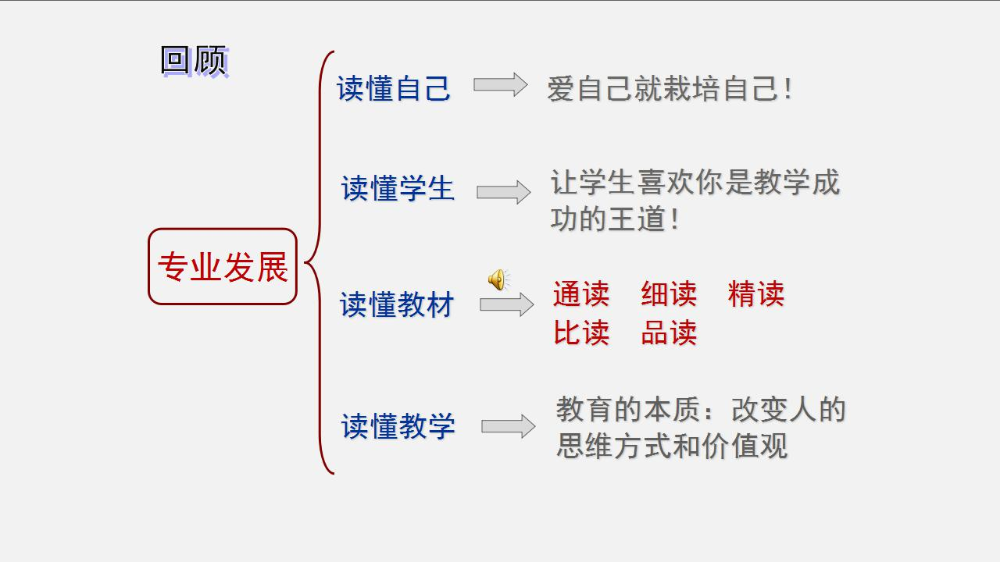 回顾
专业发展
读懂自己
爱自己就栽培自己！
读懂学生
让学生喜欢你是教学成
功的王道！
读懂教材
通读 细读 精读
比读 品读
读懂教学
教育的本质：改变人的
思维方式和价值观